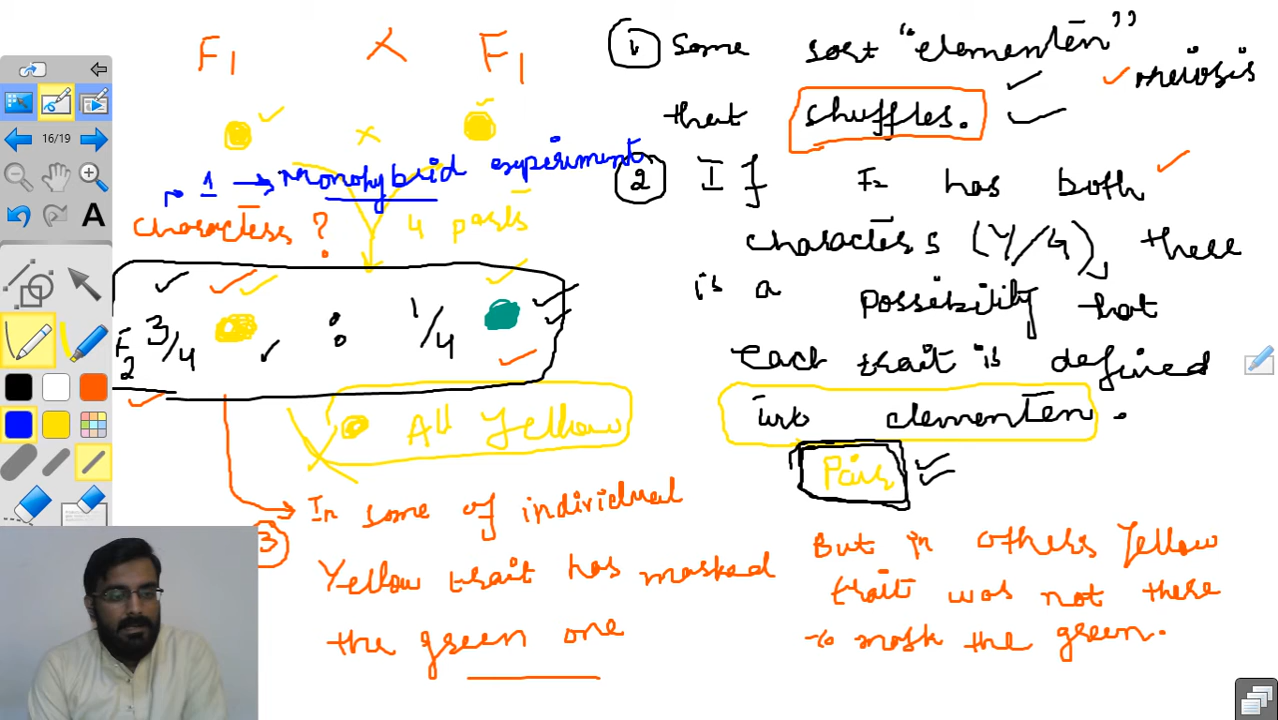 16/19
A
F1 × F1
×
1 → Monohybrid experiment
characters ?
4 parts
F2 3/4 : 1/4
All Yellow
3 In some of individual
Yellow trait has masked
the green one
1 Some sort "elementen"
that shuffles. meiosis
2 If F2 has both
characters (Y/G), there
is a possibility that
Each trait is defined
into elementen.
Pairs
But in others Yellow
trait was not there
to mask the green.